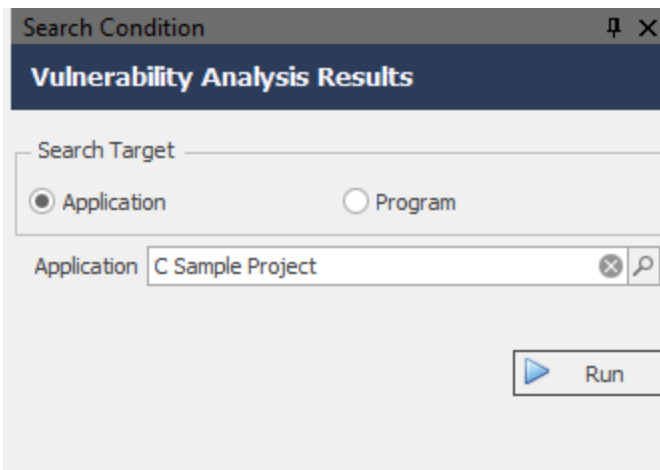 Search Condition
Vulnerability Analysis Results
Search Target
Application Program
Application C Sample Project
Run